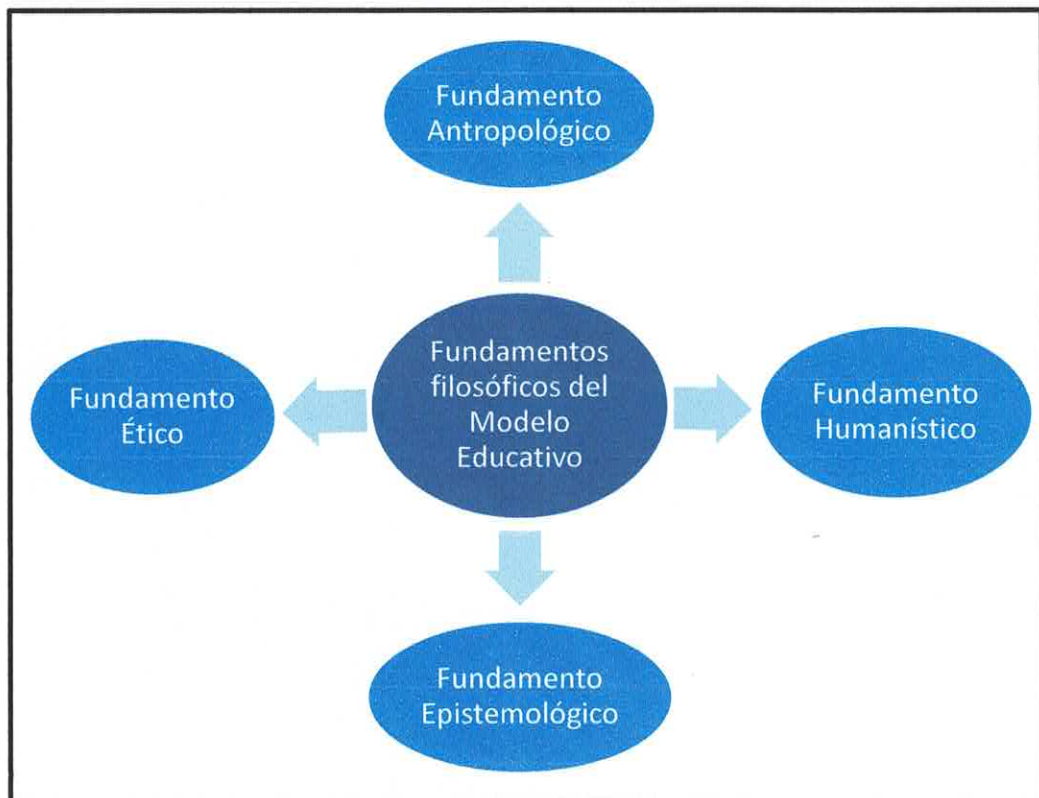 Fundamento
Antropológico
Fundamentos
filosóficos del
Modelo
Educativo
Fundamento
Ético
Fundamento
Humanístico
Fundamento
Epistemológico